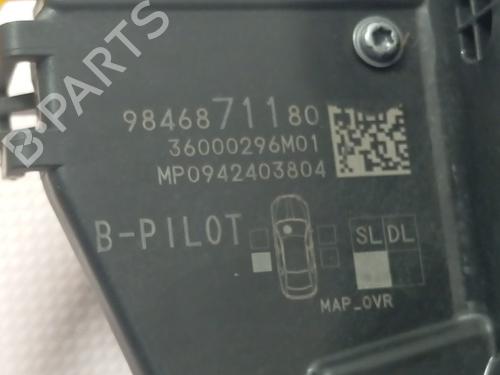 9846871180
36000296M01
MP0942403804
B-PILOT
SL DL
MAP_OVR
B-PARTS